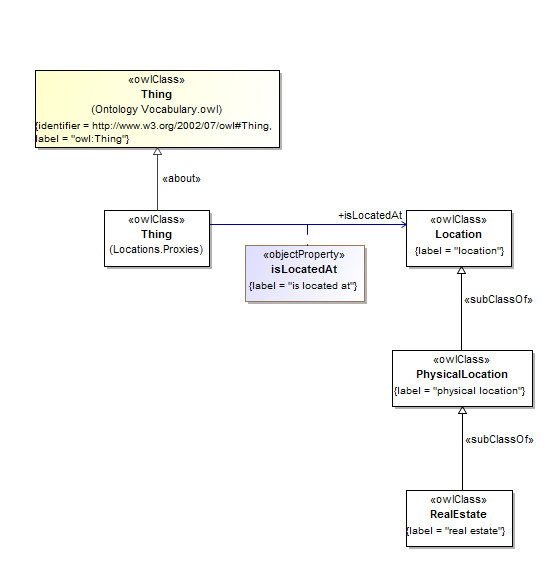 «owlClass»
Thing
(Ontology Vocabulary.owl)
{identifier = http://www.w3.org/2002/07/owl#Thing,
label = "owl:Thing"}
«about»
«owlClass»
Thing
(Locations.Proxies)
+isLocatedAt
«objectProperty»
isLocatedAt
{label = "is located at"}
«owlClass»
Location
{label = "location"}
«subClassOf»
«owlClass»
PhysicalLocation
{label = "physical location"}
«subClassOf»
«owlClass»
RealEstate
{label = "real estate"}